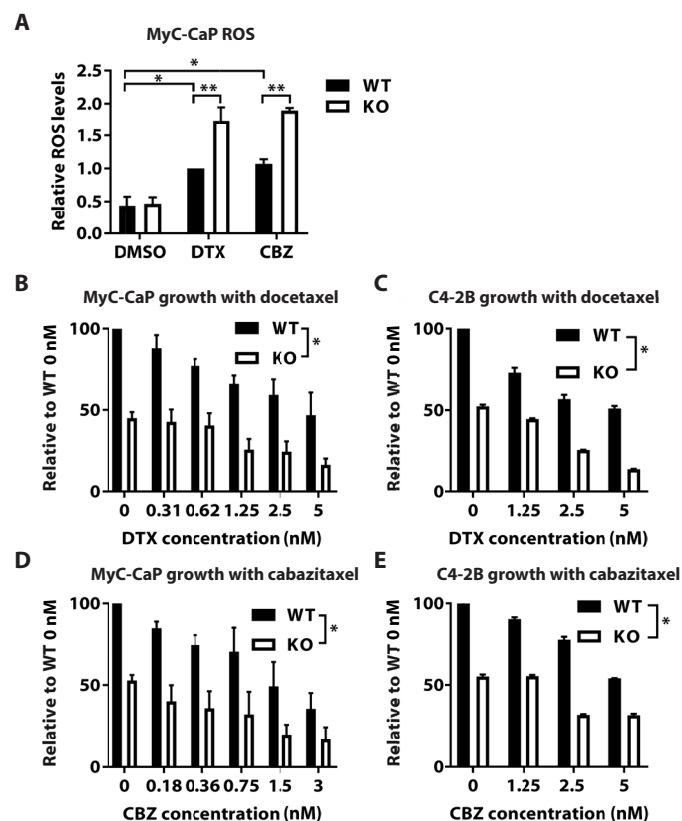 A
MyC-CaP ROS
Relative ROS levels
2.5
2.0
1.5
1.0
0.5
0.0
*
*
**
**
WT
KO
DMSO DTX CBZ
B
MyC-CaP growth with docetaxel
Relative to WT 0 nM
100
50
0
WT
KO
*
0 0.31 0.62 1.25 2.5 5
DTX concentration (nM)
C
C4-2B growth with docetaxel
Relative to WT 0 nM
100
50
0
WT
KO
*
0 1.25 2.5 5
DTX concentration (nM)
D
MyC-CaP growth with cabazitaxel
Relative to WT 0 nM
100
50
0
WT
KO
*
0 0.18 0.36 0.75 1.5 3
CBZ concentration (nM)
E
C4-2B growth with cabazitaxel
Relative to WT 0 nM
100
50
0
WT
KO
*
0 1.25 2.5 5
CBZ concentration (nM)